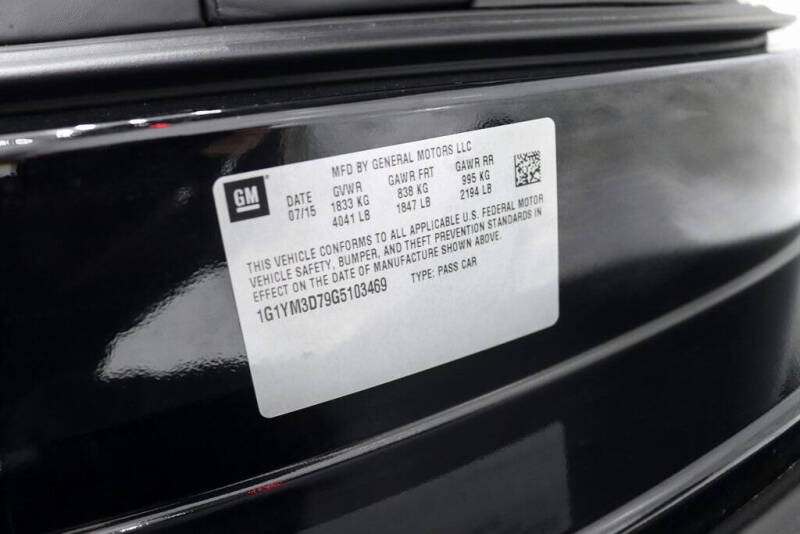 MFD BY GENERAL MOTORS LLC
GM
DATE GVWR GAWR FRT GAWR RR
07/15 1833 KG 838 KG 995 KG
4041 LB 1847 LB 2194 LB
THIS VEHICLE CONFORMS TO ALL APPLICABLE U.S. FEDERAL MOTOR
VEHICLE SAFETY, BUMPER, AND THEFT PREVENTION STANDARDS IN
EFFECT ON THE DATE OF MANUFACTURE SHOWN ABOVE.
1G1YM3D79G5103469 TYPE: PASS CAR